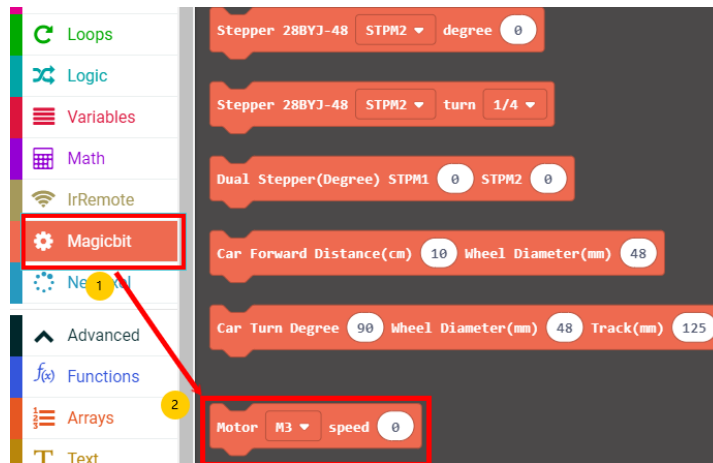 Loops
Logic
Variables
Math
IrRemote
Magicbit
1
Advanced
f(x) Functions
Arrays
2
Text
Stepper 28BYJ-48 STPM2 degree 0
Stepper 28BYJ-48 STPM2 turn 1/4
Dual Stepper(Degree) STPM1 0 STPM2 0
Car Forward Distance(cm) 10 Wheel Diameter(mm) 48
Car Turn Degree 90 Wheel Diameter(mm) 48 Track(mm) 125
Motor M3 speed 0